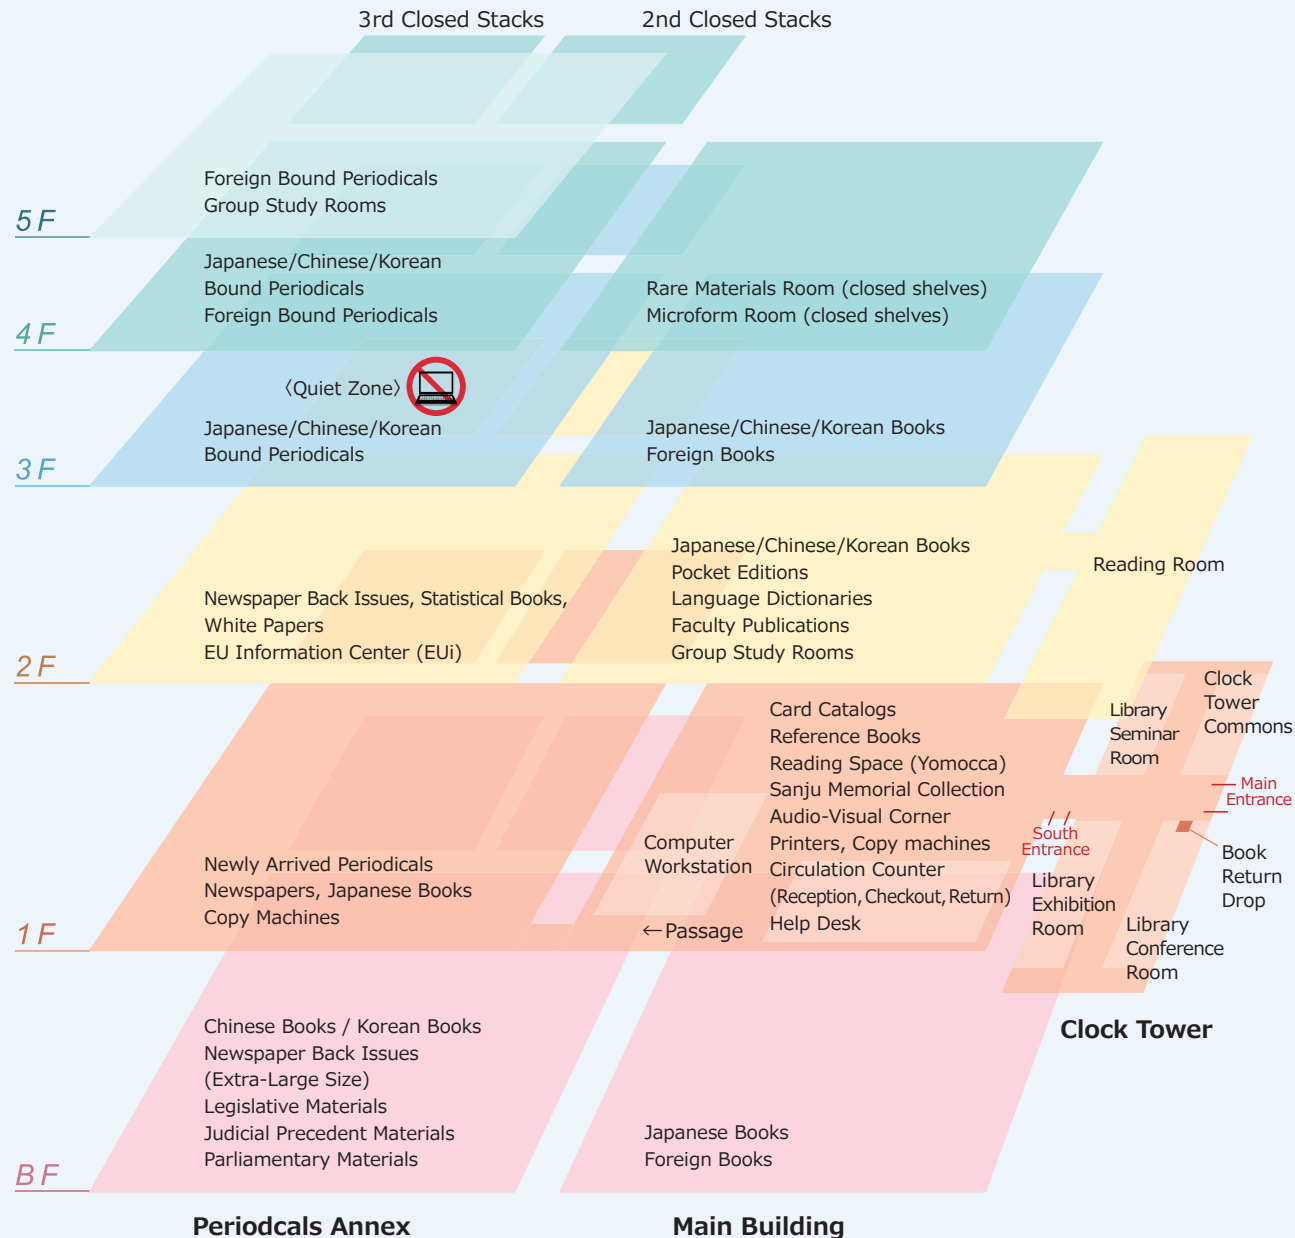 3rd Closed Stacks
2nd Closed Stacks
5F
Foreign Bound Periodicals
Group Study Rooms
4F
Japanese/Chinese/Korean
Bound Periodicals
Foreign Bound Periodicals
Rare Materials Room (closed shelves)
Microform Room (closed shelves)
3F
〈Quiet Zone〉
Japanese/Chinese/Korean
Bound Periodicals
Japanese/Chinese/Korean Books
Foreign Books
2F
Newspaper Back Issues, Statistical Books,
White Papers
EU Information Center (EUi)
Japanese/Chinese/Korean Books
Pocket Editions
Language Dictionaries
Faculty Publications
Group Study Rooms
Reading Room
1F
Newly Arrived Periodicals
Newspapers, Japanese Books
Copy Machines
Computer
Workstation
←Passage
Card Catalogs
Reference Books
Reading Space (Yomocca)
Sanju Memorial Collection
Audio-Visual Corner
Printers, Copy machines
Circulation Counter
(Reception, Checkout, Return)
Help Desk
Library
Seminar
Room
Clock
Tower
Commons
Main
Entrance
South
Entrance
Book
Return
Drop
Library
Exhibition
Room
Library
Conference
Room
Clock Tower
BF
Chinese Books / Korean Books
Newspaper Back Issues
(Extra-Large Size)
Legislative Materials
Judicial Precedent Materials
Parliamentary Materials
Japanese Books
Foreign Books
Periodcals Annex
Main Building